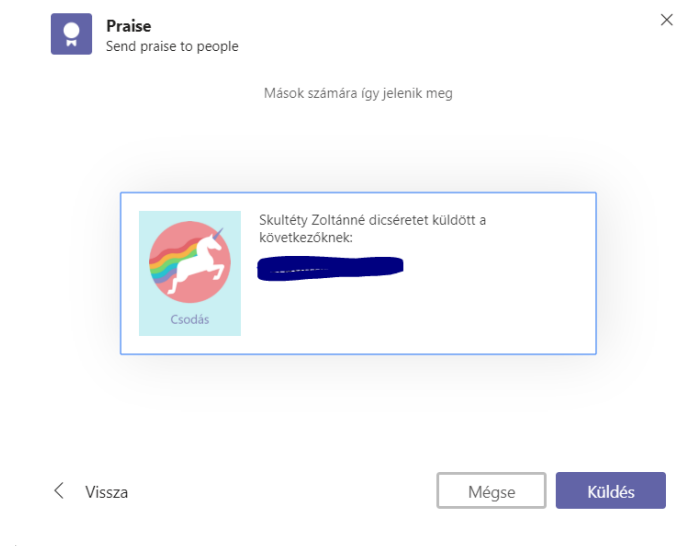 Praise
Send praise to people
Mások számára így jelenik meg
Skultéty Zoltánné dicséretet küldött a
következőknek:
Csodás
Vissza
Mégse
Küldés